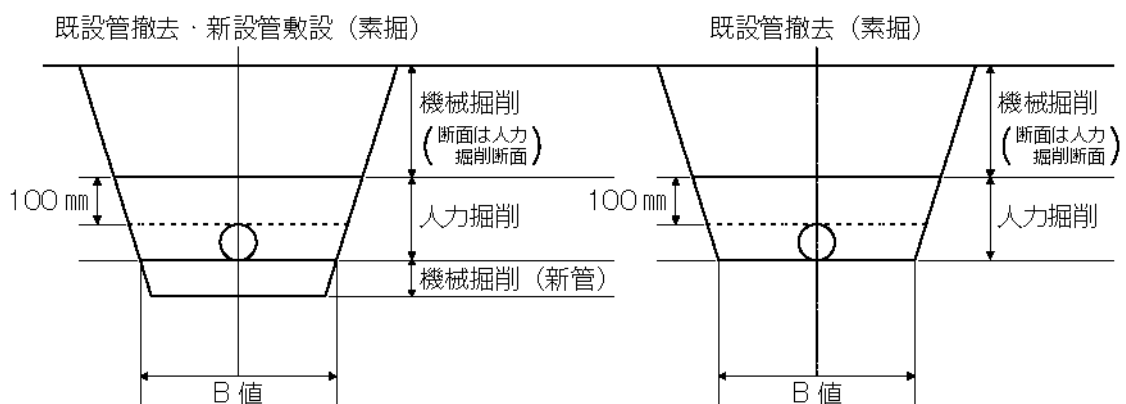 既設管撤去・新設管敷設（素掘）
機械掘削
（断面は人力
掘削断面）
100㎜
人力掘削
機械掘削（新管）
B値
既設管撤去（素掘）
機械掘削
（断面は人力
掘削断面）
100㎜
人力掘削
B値